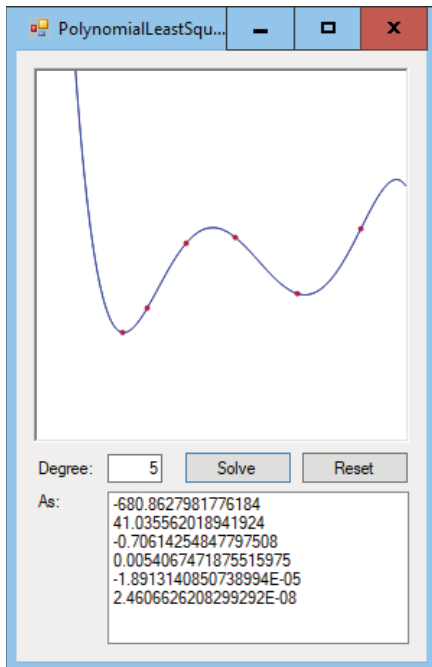 PolynomialLeastSqu...
Degree: 5 Solve Reset
As:
-680.8627981776184
41.035562018941924
-0.70614254847797508
0.0054067471875515975
-1.8913140850738994E-05
2.4606626208299292E-08